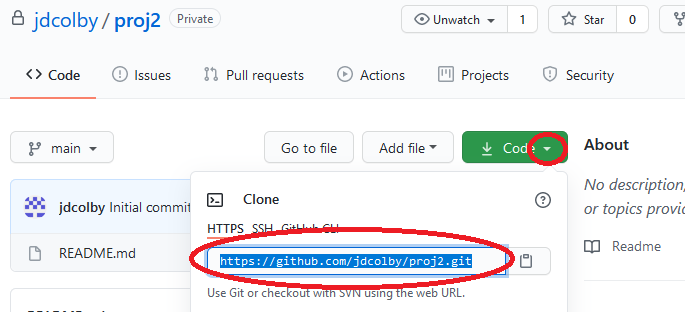 jdcolby / proj2 Private
Unwatch 1 Star 0
Code Issues Pull requests Actions Projects Security
main Go to file Add file Code
About
No description,
or topics provid
Readme
jdcolby Initial commit
README.md
Clone
HTTPS SSH GitHub CLI
https://github.com/jdcolby/proj2.git
Use Git or checkout with SVN using the web URL.